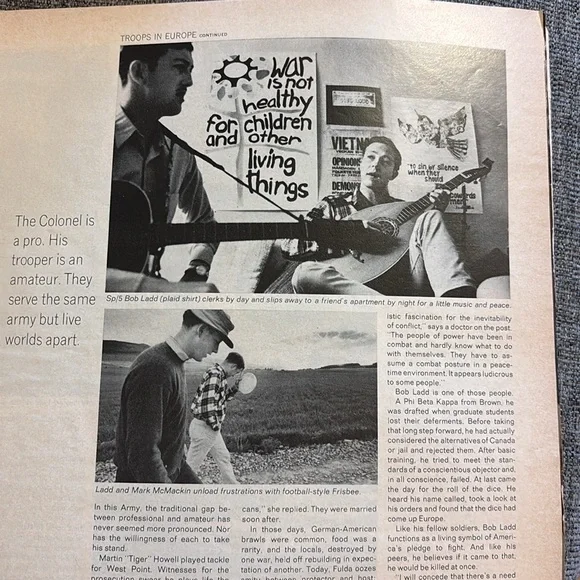 TROOPS IN EUROPE CONTINUED
war
is not
healthy
for children
and other
living
things
VIETN
OPINIONS
DEMON
"to sin by silence
when they
should
cowards
The Colonel is
a pro. His
trooper is an
amateur. They
serve the same
army but live
worlds apart.
Sp/5 Bob Ladd (plaid shirt) clerks by day and slips away to a friend's apartment by night for a little music and peace.
Ladd and Mark McMackin unload frustrations with football-style Frisbee.
In this Army, the traditional gap be-
tween professional and amateur has
never seemed more pronounced. Nor
has the willingness of each to take
his stand.
Martin "Tiger" Howell played tackle
for West Point. Witnesses for the
cans," she replied. They were married
soon after.
In those days, German-American
brawls were common, food was a
rarity, and the locals, destroyed by
one war, held off rebuilding in expec-
tation of another. Today, Fulda oozes
istic fascination for the inevitability
of conflict," says a doctor on the post.
"The people of power have been in
combat and hardly know what to do
with themselves. They have to as-
sume a combat posture in a peace-
time environment. It appears ludicrous
to some people."
Bob Ladd is one of those people.
A Phi Beta Kappa from Brown, he
was drafted when graduate students
lost their deferments. Before taking
that long step forward, he had actually
considered the alternatives of Canada
or jail and rejected them. After basic
training, he tried to meet the stan-
dards of a conscientious objector and,
in all conscience, failed. At last came
the day for the roll of the dice. He
heard his name called, took a look at
his orders and found that the dice had
come up Europe.
Like his fellow soldiers, Bob Ladd
functions as a living symbol of Ameri-
ca's pledge to fight. And like his
peers, he believes if it came to that;
he would be killed at once.
"I will concede that there is a need